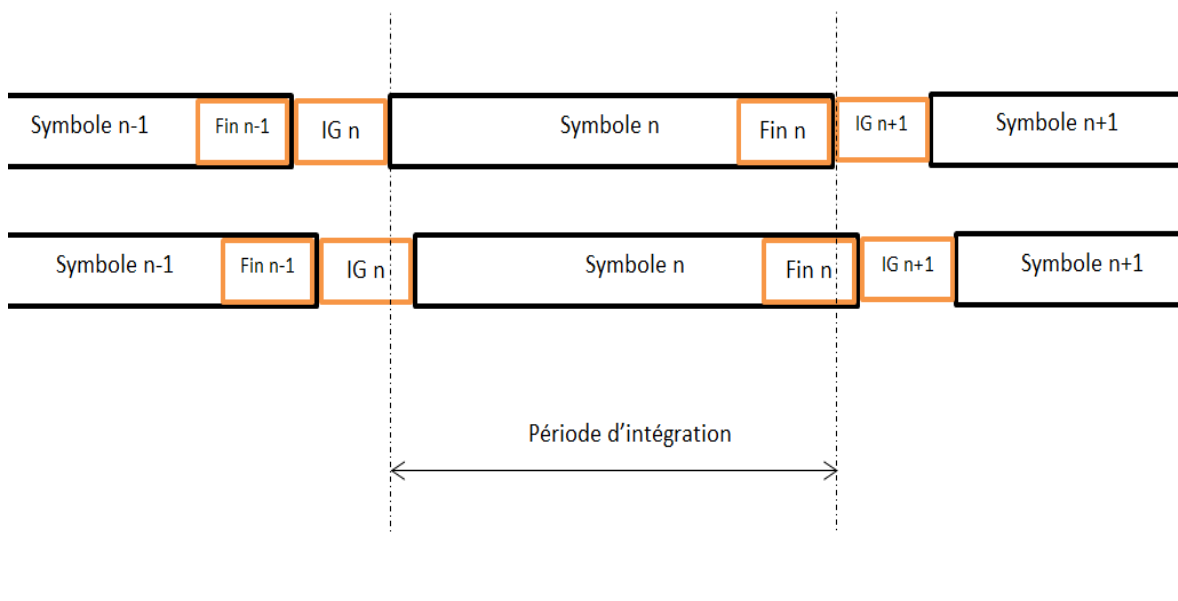 Symbole n-1 Fin n-1 IG n Symbole n Fin n IG n+1 Symbole n+1
Symbole n-1 Fin n-1 IG n Symbole n Fin n IG n+1 Symbole n+1
Période d’intégration